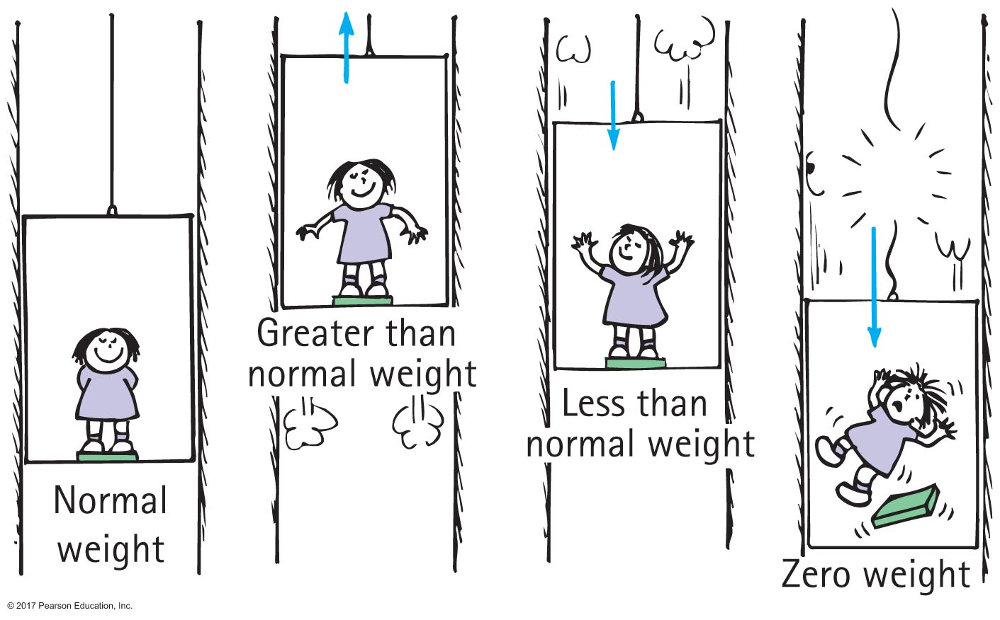 Normal
weight
Greater than
normal weight
Less than
normal weight
Zero weight
© 2017 Pearson Education, Inc.